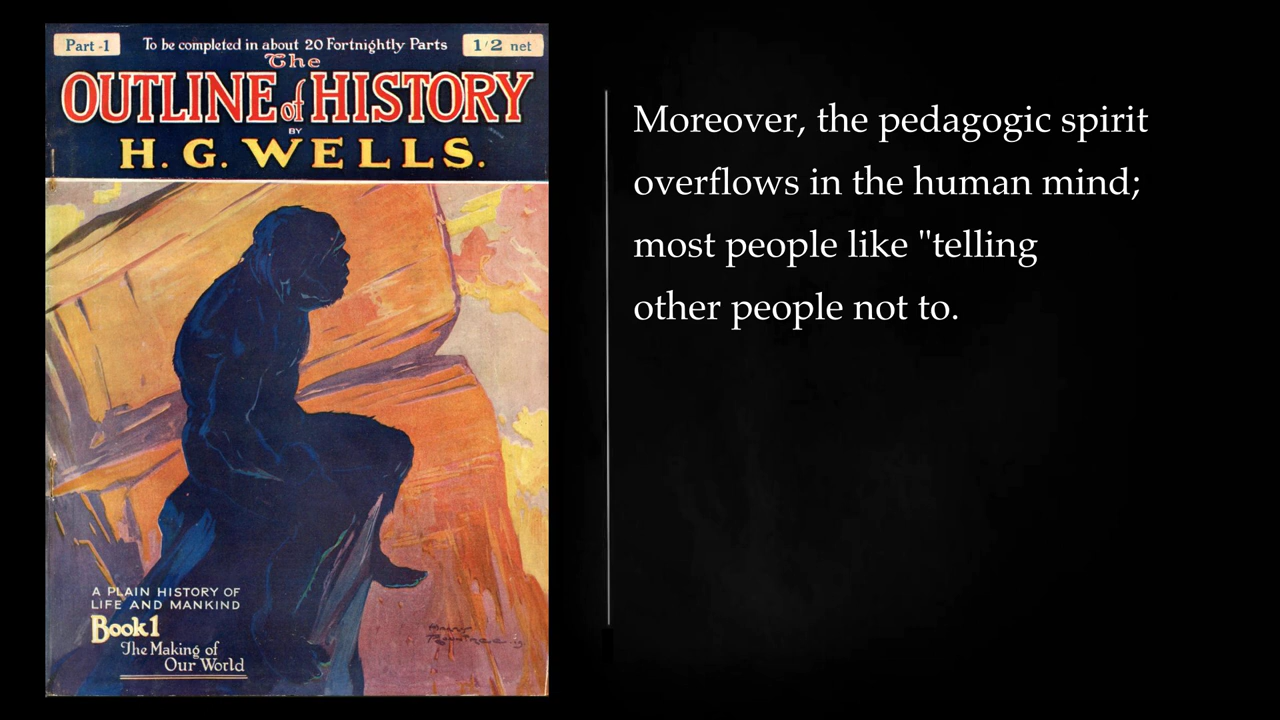 Part -1
To be completed in about 20 Fortnightly Parts
1/2 net
The
OUTLINE of HISTORY
BY
H. G. WELLS.
A PLAIN HISTORY OF
LIFE AND MANKIND
Book 1
The Making of
Our World
Moreover, the pedagogic spirit
overflows in the human mind;
most people like "telling
other people not to.